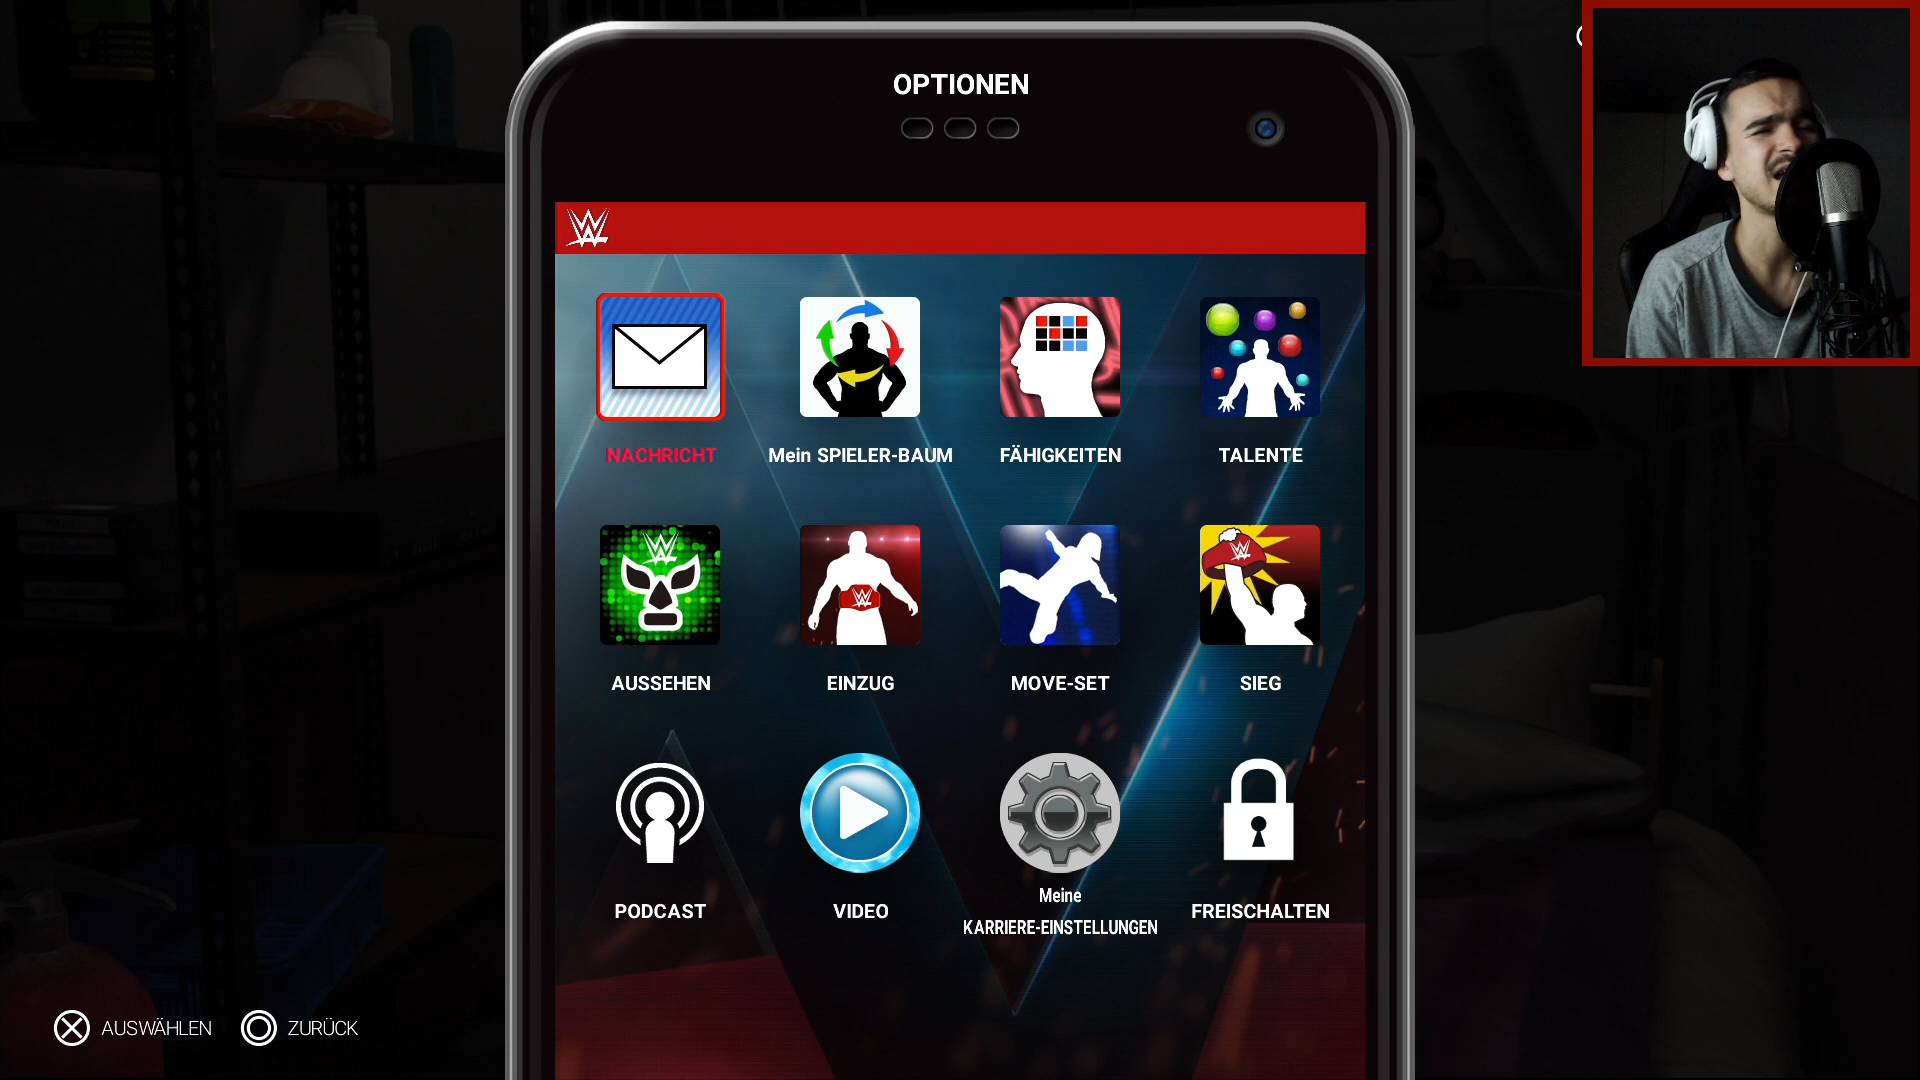 OPTIONEN
NACHRICHT
Mein SPIELER-BAUM
FÄHIGKEITEN
TALENTE
AUSSEHEN
EINZUG
MOVE-SET
SIEG
PODCAST
VIDEO
Meine
KARRIERE-EINSTELLUNGEN
FREISCHALTEN
AUSWÄHLEN
ZURÜCK